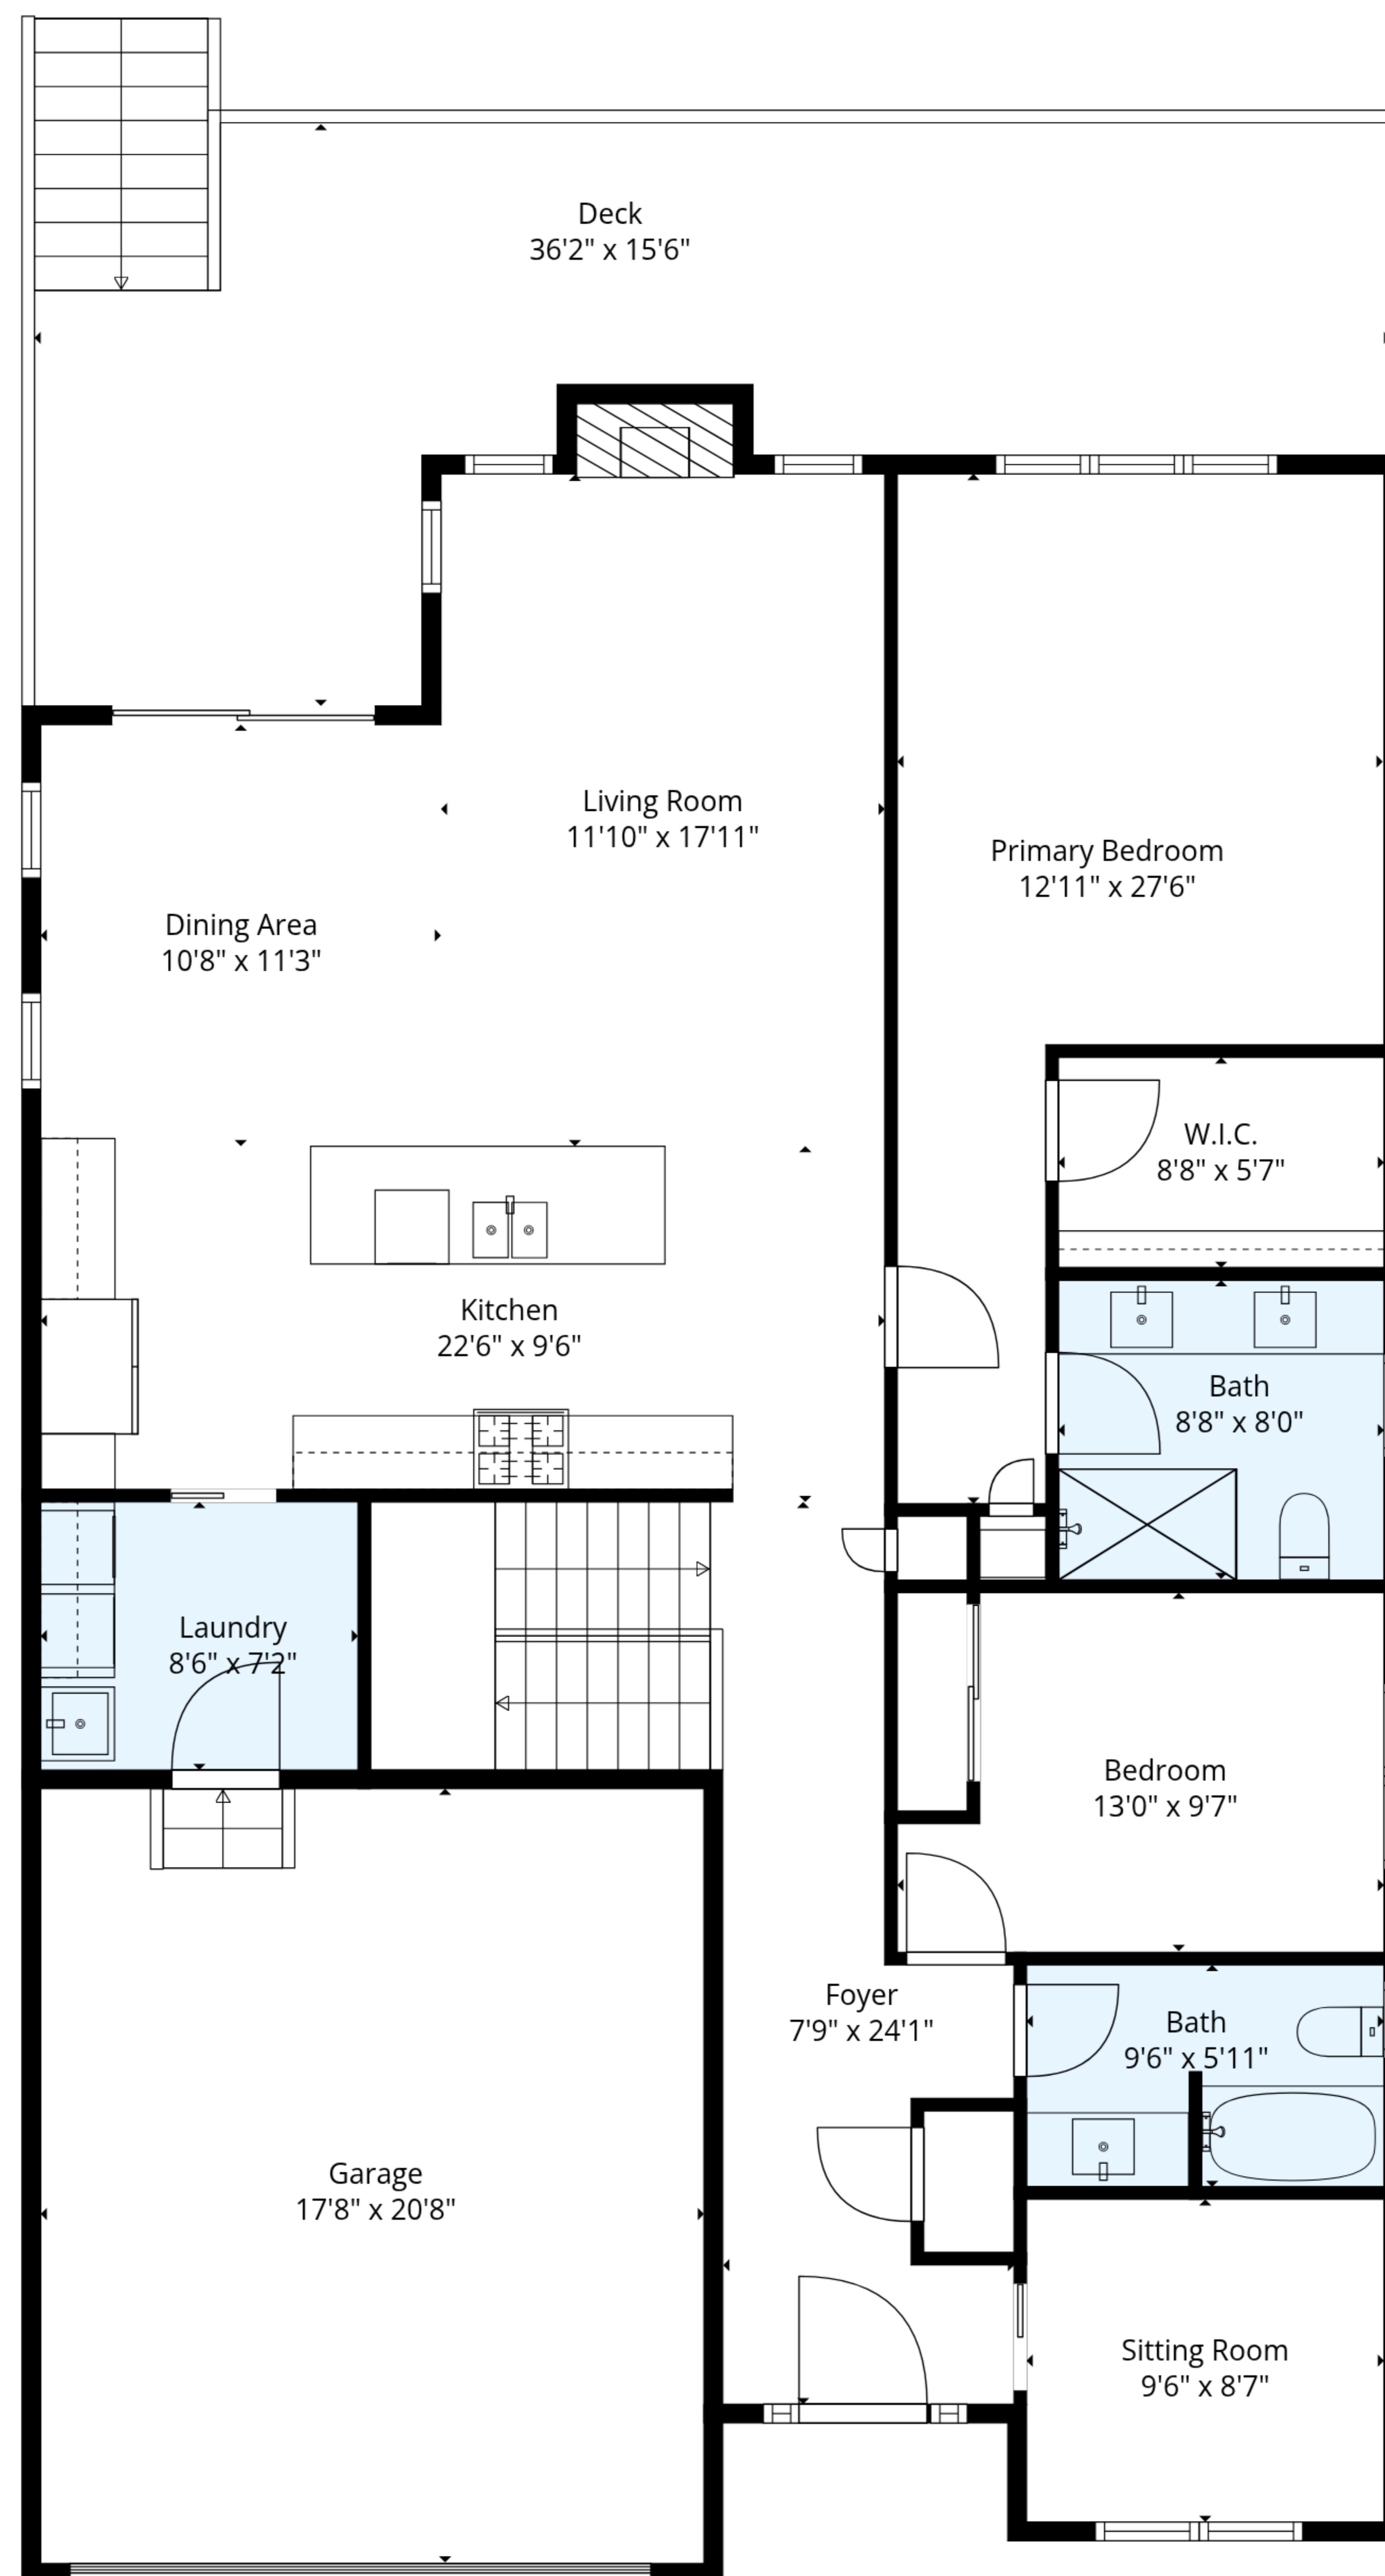 Deck
36'2" x 15'6"
Living Room
11'10" x 17'11"
Primary Bedroom
12'11" x 27'6"
Dining Area
10'8" x 11'3"
W.I.C.
8'8" x 5'7"
Kitchen
22'6" x 9'6"
Bath
8'8" x 8'0"
Laundry
8'6" x 7'2"
Bedroom
13'0" x 9'7"
Foyer
7'9" x 24'1"
Bath
9'6" x 5'11"
Garage
17'8" x 20'8"
Sitting Room
9'6" x 8'7"